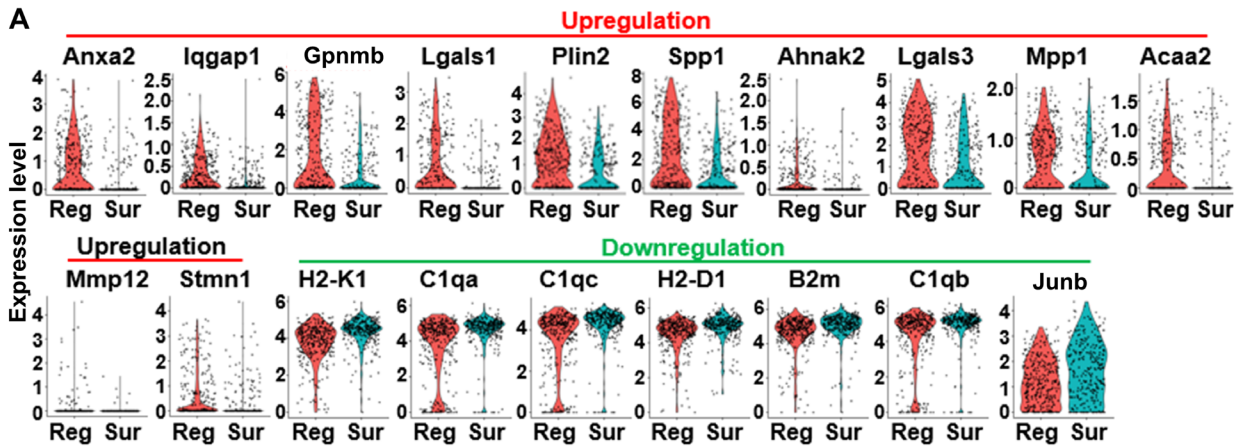 A
Upregulation
Anxa2 Iqgap1 Gpnmb Lgals1 Plin2 Spp1 Ahnak2 Lgals3 Mpp1 Acaa2
Expression level
4 3 2 1 0
2.5 2.0 1.5 1.0 0.5 0
6 4 2 0
3 2 1 0
4 3 2 1 0
8 6 4 2 0
2.5 2.0 1.5 1.0 0.5 0
5 4 3 2 1 0
2.0 1.0 0
1.5 1.0 0.5 0
Reg Sur Reg Sur Reg Sur Reg Sur Reg Sur Reg Sur Reg Sur Reg Sur Reg Sur Reg Sur
Upregulation Downregulation
Mmp12 Stmn1 H2-K1 C1qa C1qc H2-D1 B2m C1qb Junb
4 3 2 1 0
4 3 2 1 0
6 4 2 0
6 4 2 0
4 2 0
6 4 2 0
6 4 2 0
6 4 2 0
4 3 2 1 0
Reg Sur Reg Sur Reg Sur Reg Sur Reg Sur Reg Sur Reg Sur Reg Sur Reg Sur